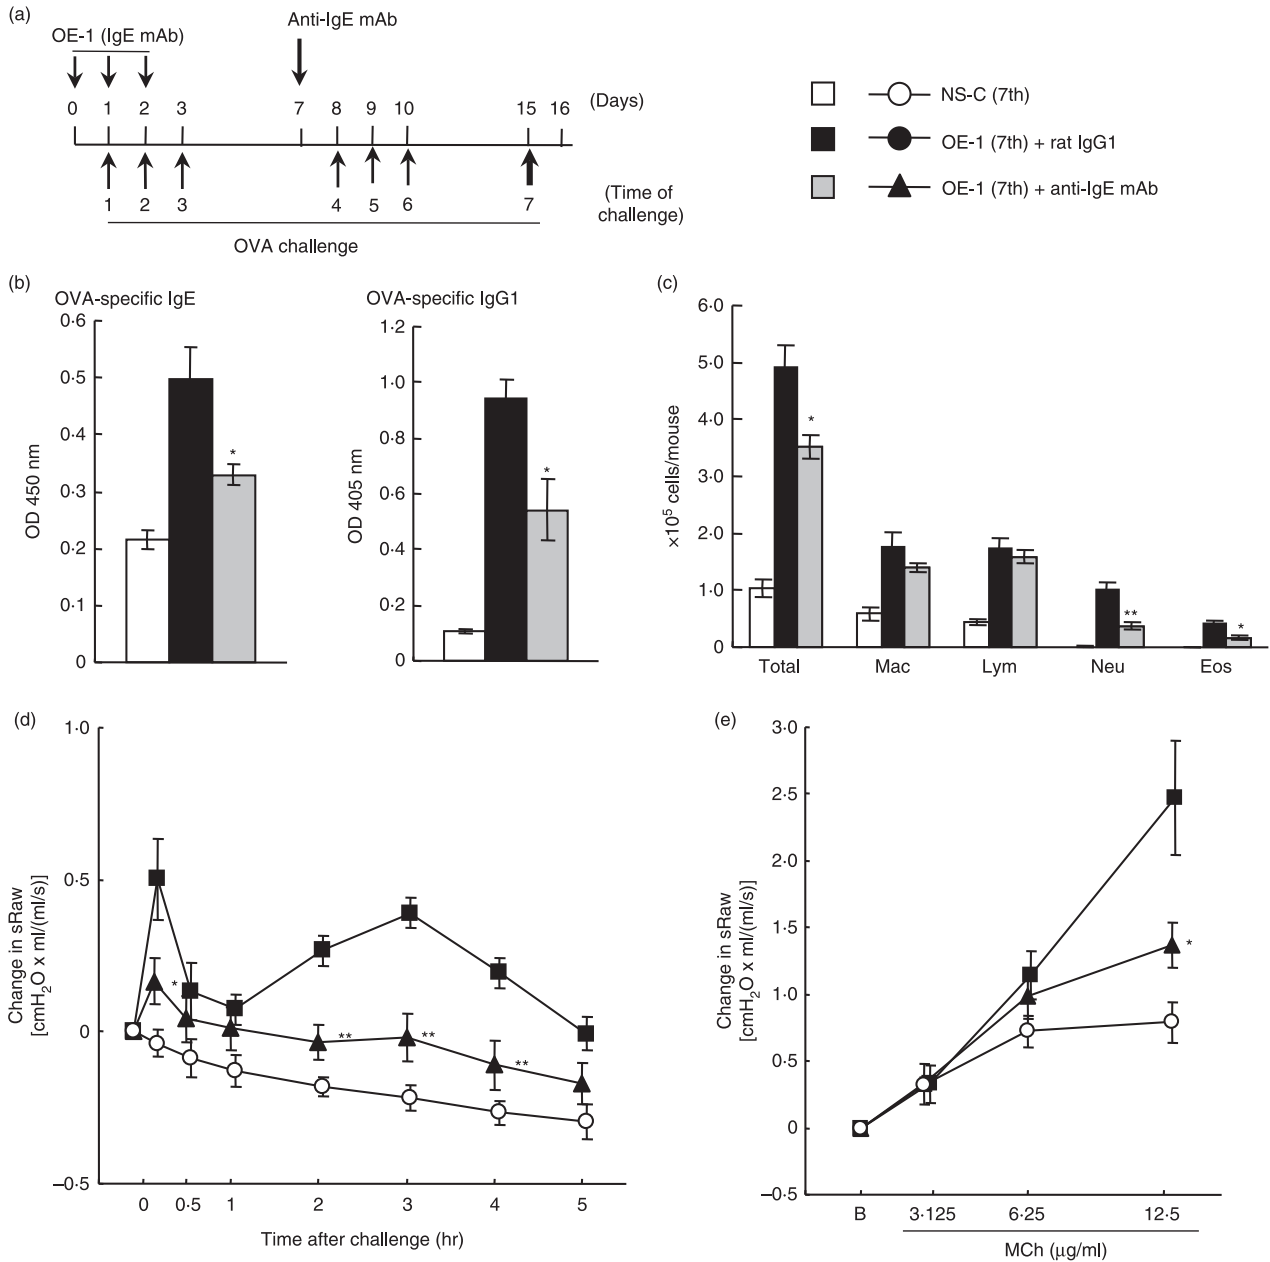 (a)
OE-1 (IgE mAb)
Anti-IgE mAb
0 1 2 3 7 8 9 10 15 16 (Days)
1 2 3 4 5 6 7 (Time of
challenge)
OVA challenge
NS-C (7th)
OE-1 (7th) + rat IgG1
OE-1 (7th) + anti-IgE mAb
(b)
OVA-specific IgE
0·6
0·5
0·4
0·3
0·2
0·1
0
OD 450 nm
*
OVA-specific IgG1
1·2
1·0
0·8
0·6
0·4
0·2
0
OD 405 nm
*
(c)
6·0
5·0
4·0
3·0
2·0
1·0
0
×10⁵ cells/mouse
*
**
*
Total Mac Lym Neu Eos
(d)
1·0
0·5
0
–0·5
Change in sRaw
[cmH₂O x ml/(ml/s)]
*
**
**
**
0 0·5 1 2 3 4 5
Time after challenge (hr)
(e)
3·0
2·5
2·0
1·5
1·0
0·5
0
–0·5
Change in sRaw
[cmH₂O x ml/(ml/s)]
*
B 3·125 6·25 12·5
MCh (μg/ml)